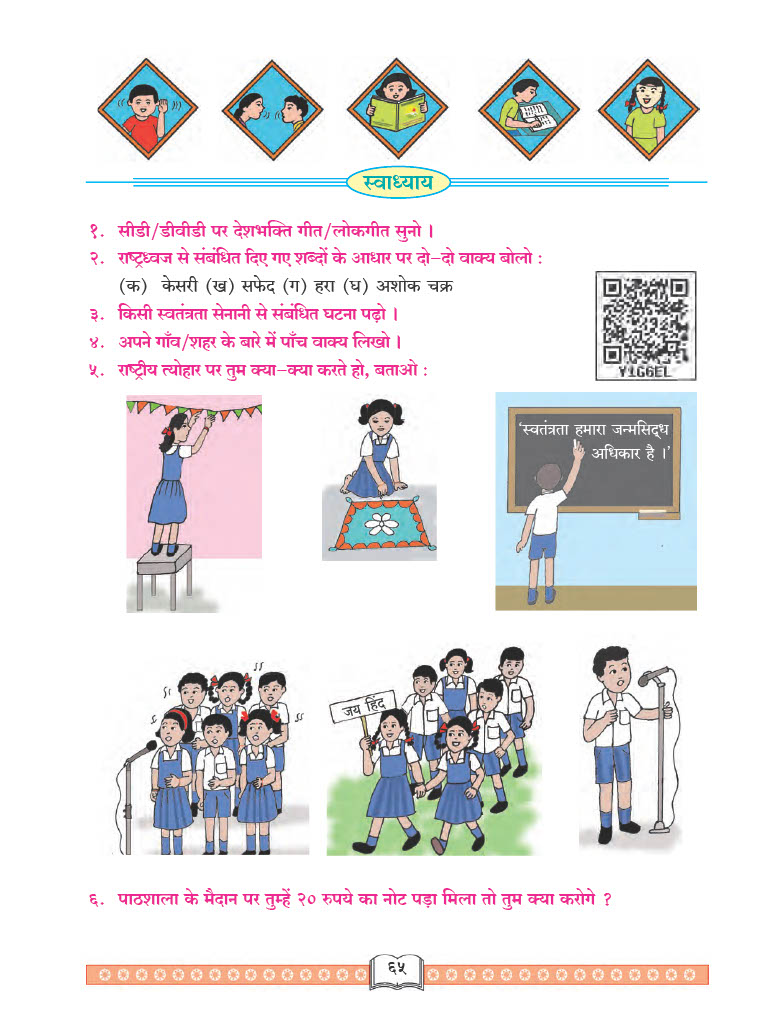 स्वाध्याय
१. सीडी/डीवीडी पर देशभक्ति गीत/लोकगीत सुनो ।
२. राष्ट्रध्वज से संबंधित दिए गए शब्दों के आधार पर दो-दो वाक्य बोलो :
(क) केसरी (ख) सफेद (ग) हरा (घ) अशोक चक्र
३. किसी स्वतंत्रता सेनानी से संबंधित घटना पढ़ो ।
४. अपने गाँव/शहर के बारे में पाँच वाक्य लिखो ।
५. राष्ट्रीय त्योहार पर तुम क्या-क्या करते हो, बताओ :
V1G6EL
‘स्वतंत्रता हमारा जन्मसिद्ध
अधिकार है ।’
जय हिंद
६. पाठशाला के मैदान पर तुम्हें २० रुपये का नोट पड़ा मिला तो तुम क्या करोगे ?
६५